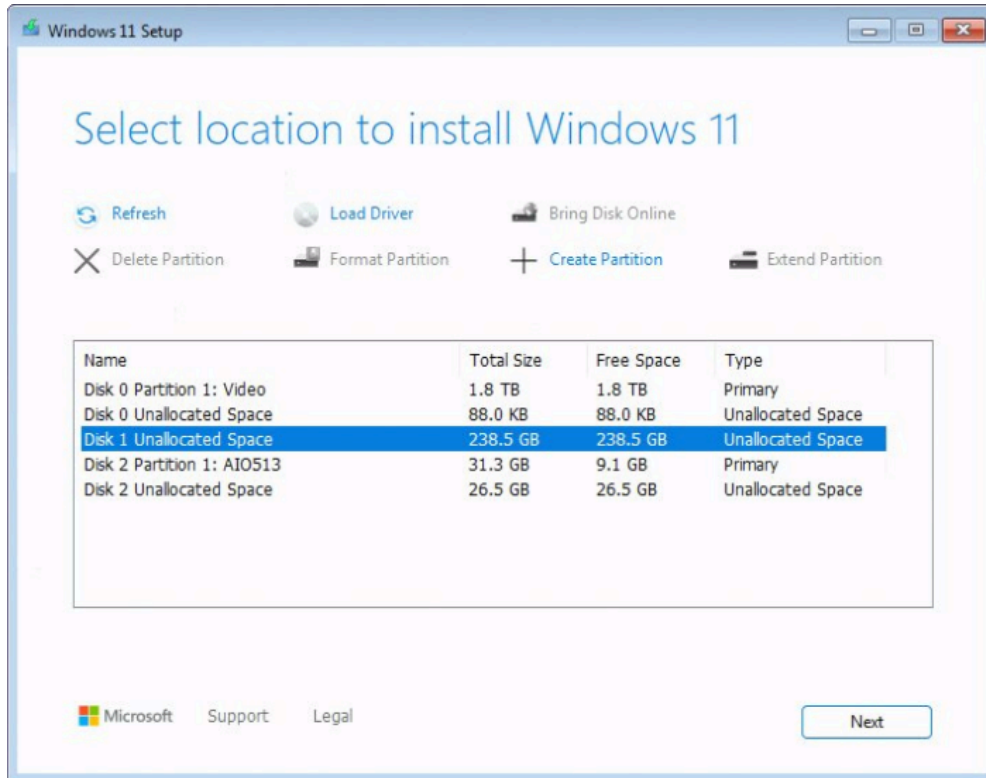 Windows 11 Setup
Select location to install Windows 11
Refresh Load Driver Bring Disk Online
Delete Partition Format Partition Create Partition Extend Partition
Name Total Size Free Space Type
Disk 0 Partition 1: Video 1.8 TB 1.8 TB Primary
Disk 0 Unallocated Space 88.0 KB 88.0 KB Unallocated Space
Disk 1 Unallocated Space 238.5 GB 238.5 GB Unallocated Space
Disk 2 Partition 1: AIO513 31.3 GB 9.1 GB Primary
Disk 2 Unallocated Space 26.5 GB 26.5 GB Unallocated Space
Microsoft Support Legal Next